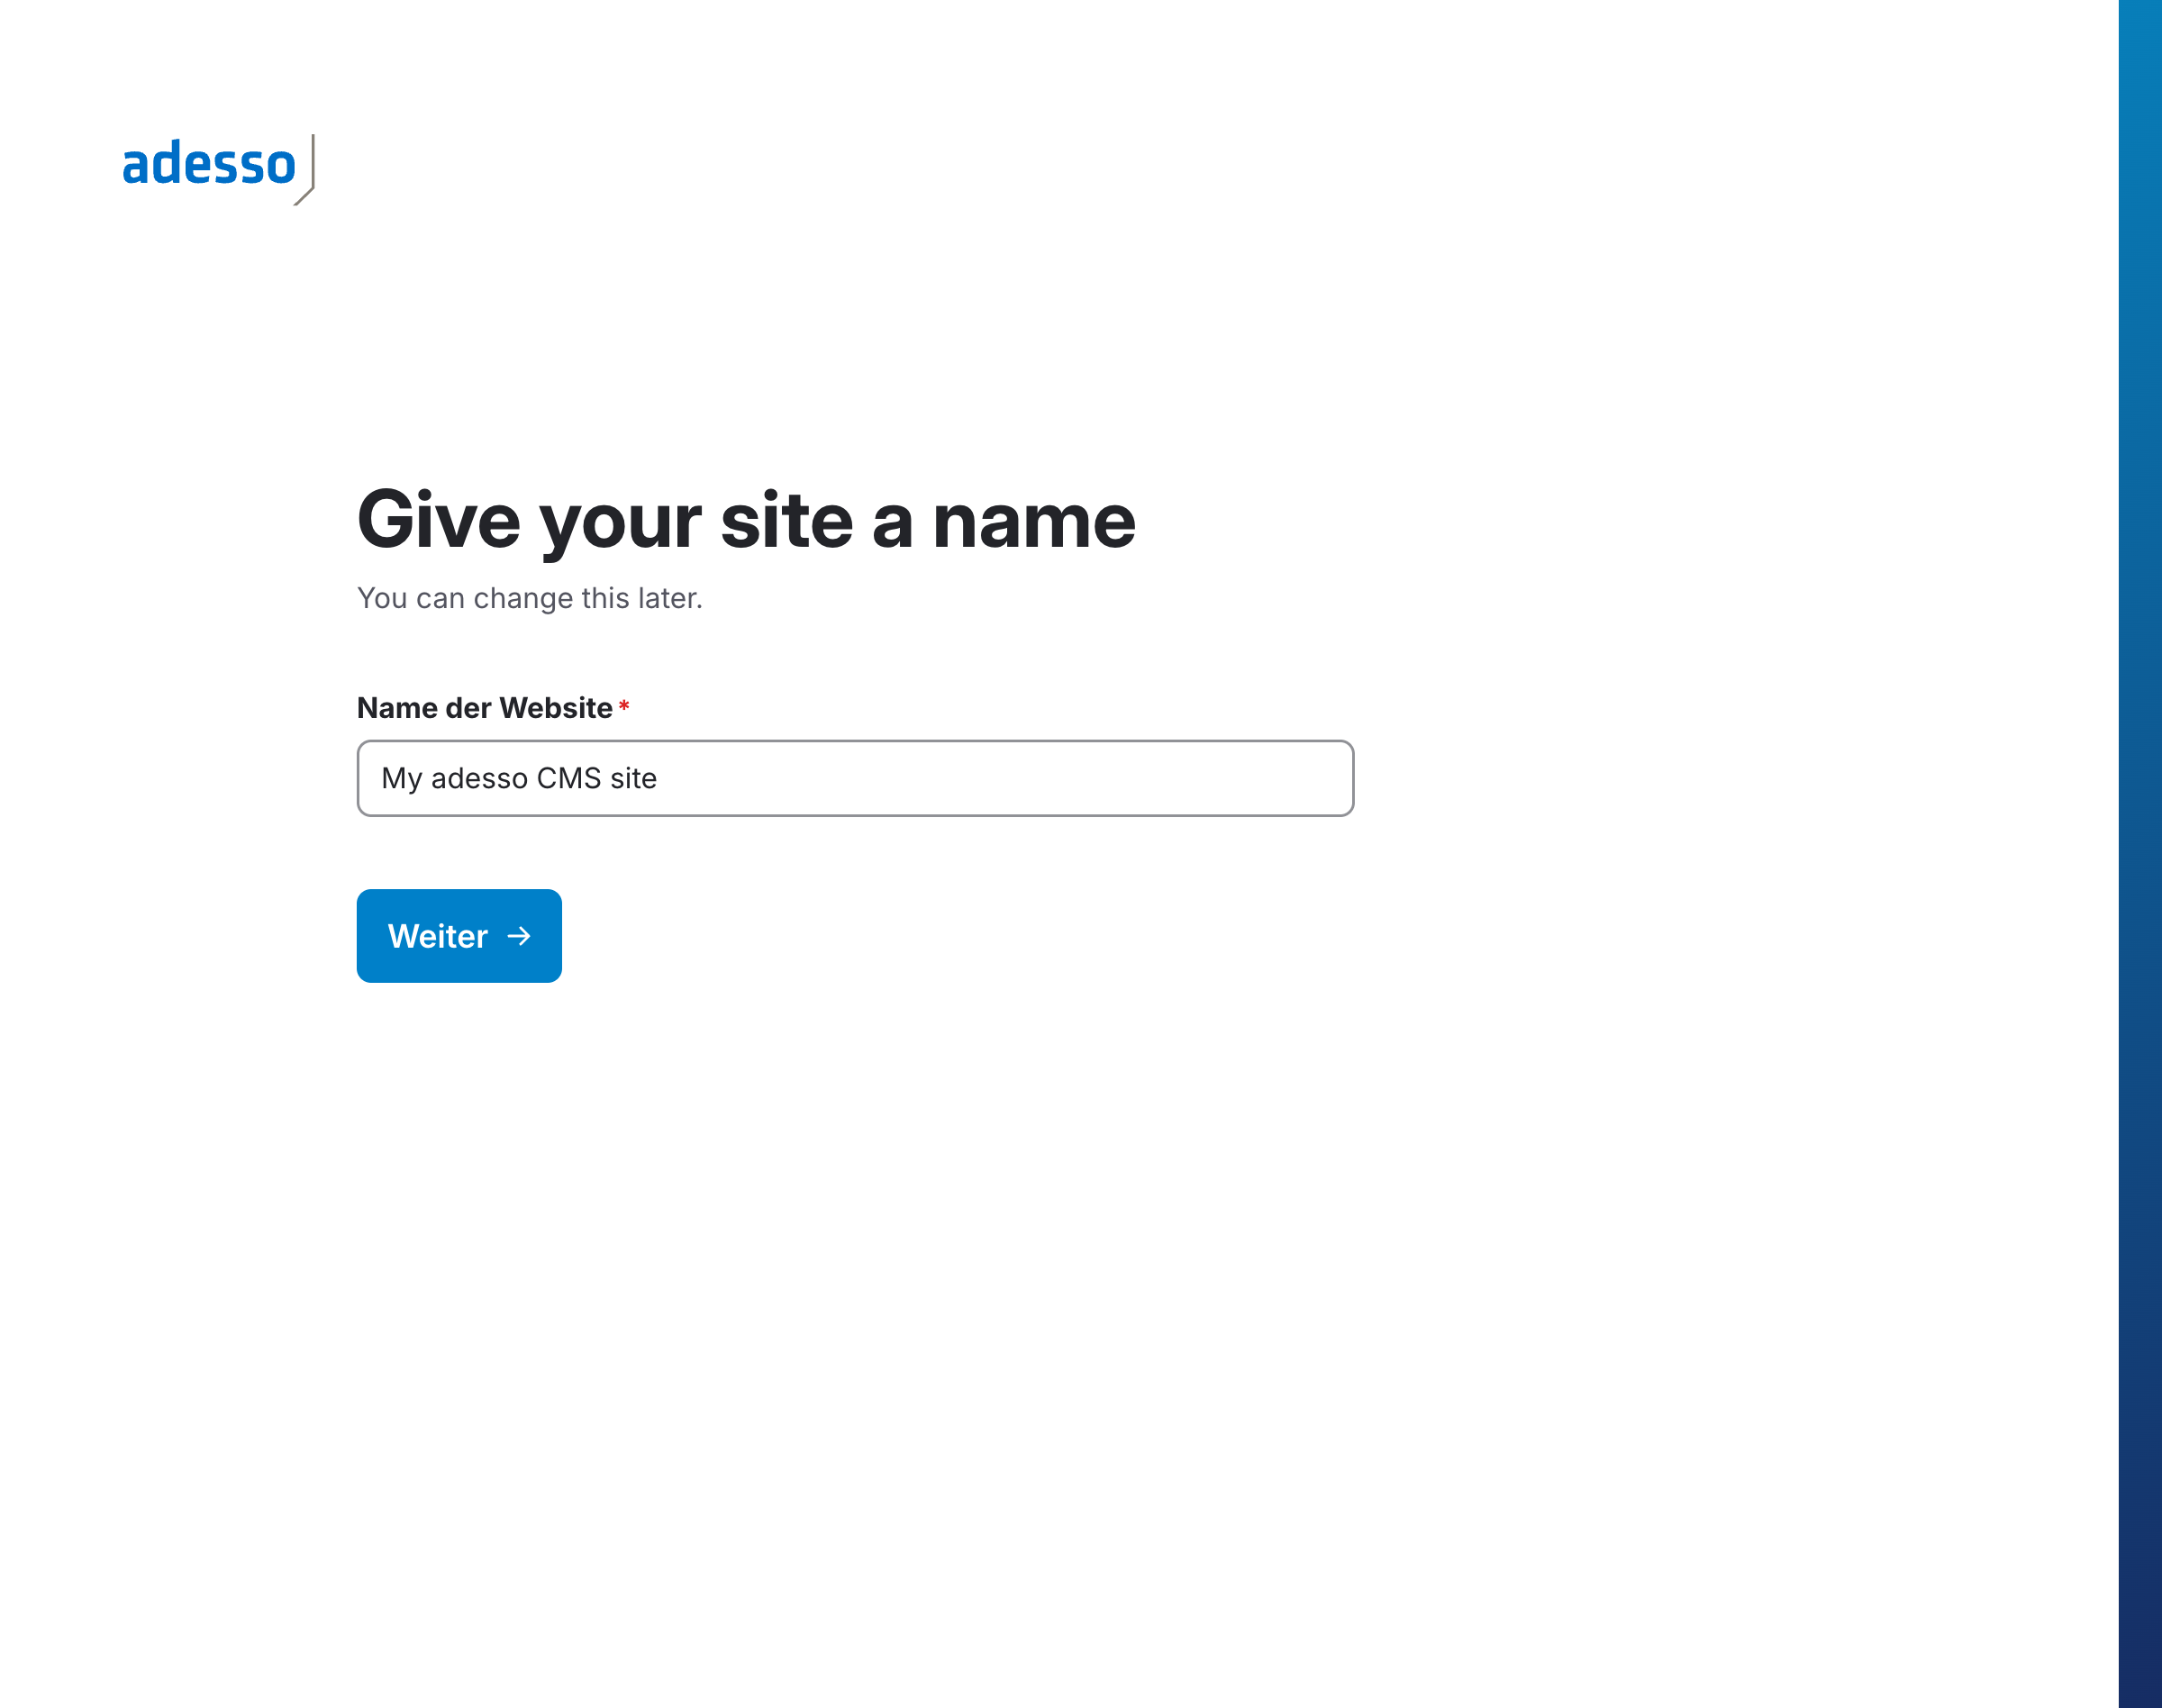 adesso
Give your site a name
You can change this later.
Name der Website*
My adesso CMS site
Weiter →